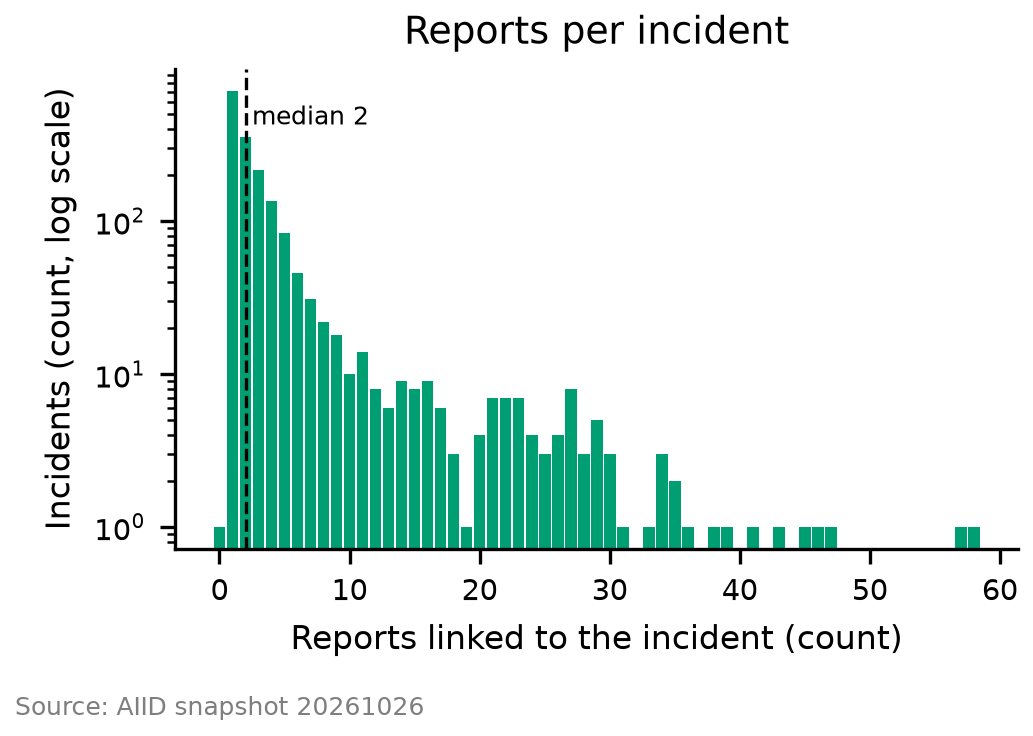 Reports per incident
median 2
Incidents (count, log scale)
10²
10¹
10⁰
0 10 20 30 40 50 60
Reports linked to the incident (count)
Source: AIID snapshot 20261026